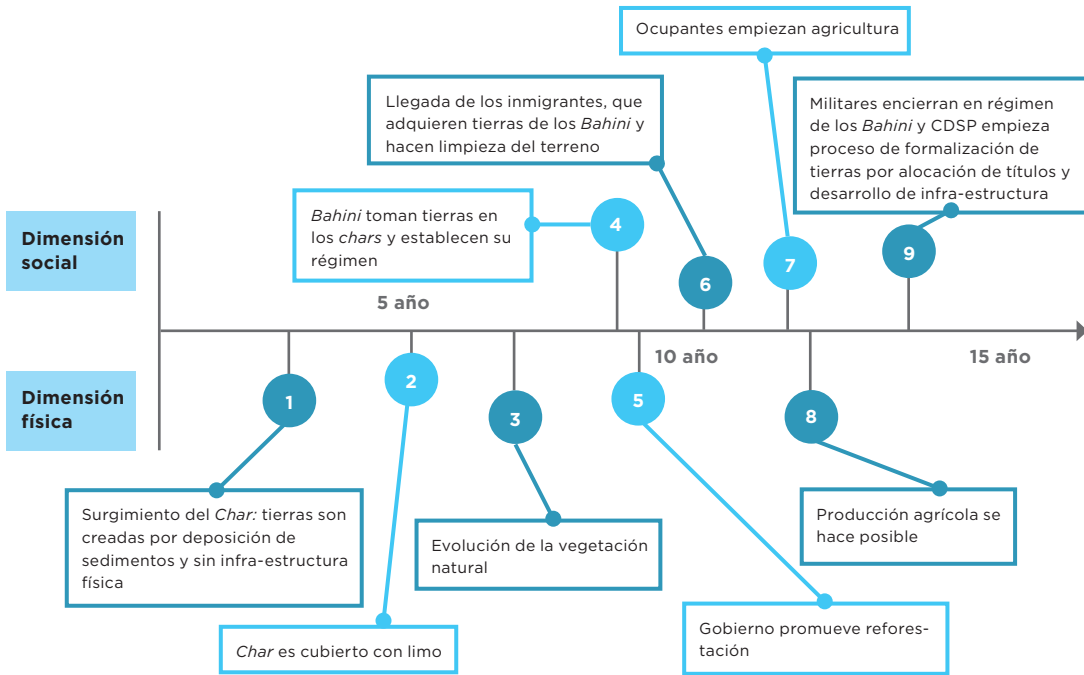 Ocupantes empiezan agricultura
Llegada de los inmigrantes, que
adquieren tierras de los Bahini y
hacen limpieza del terreno
Militares encierran en régimen
de los Bahini y CDSP empieza
proceso de formalización de
tierras por alocación de títulos y
desarrollo de infra-estructura
Bahini toman tierras en
los chars y establecen su
régimen
Dimensión
social
4
6
7
9
5 año
10 año
15 año
Dimensión
física
1
2
3
5
8
Surgimiento del Char: tierras son
creadas por deposición de
sedimentos y sin infra-estructura
física
Evolución de la vegetación
natural
Producción agrícola se
hace posible
Char es cubierto con limo
Gobierno promueve refores-
tación